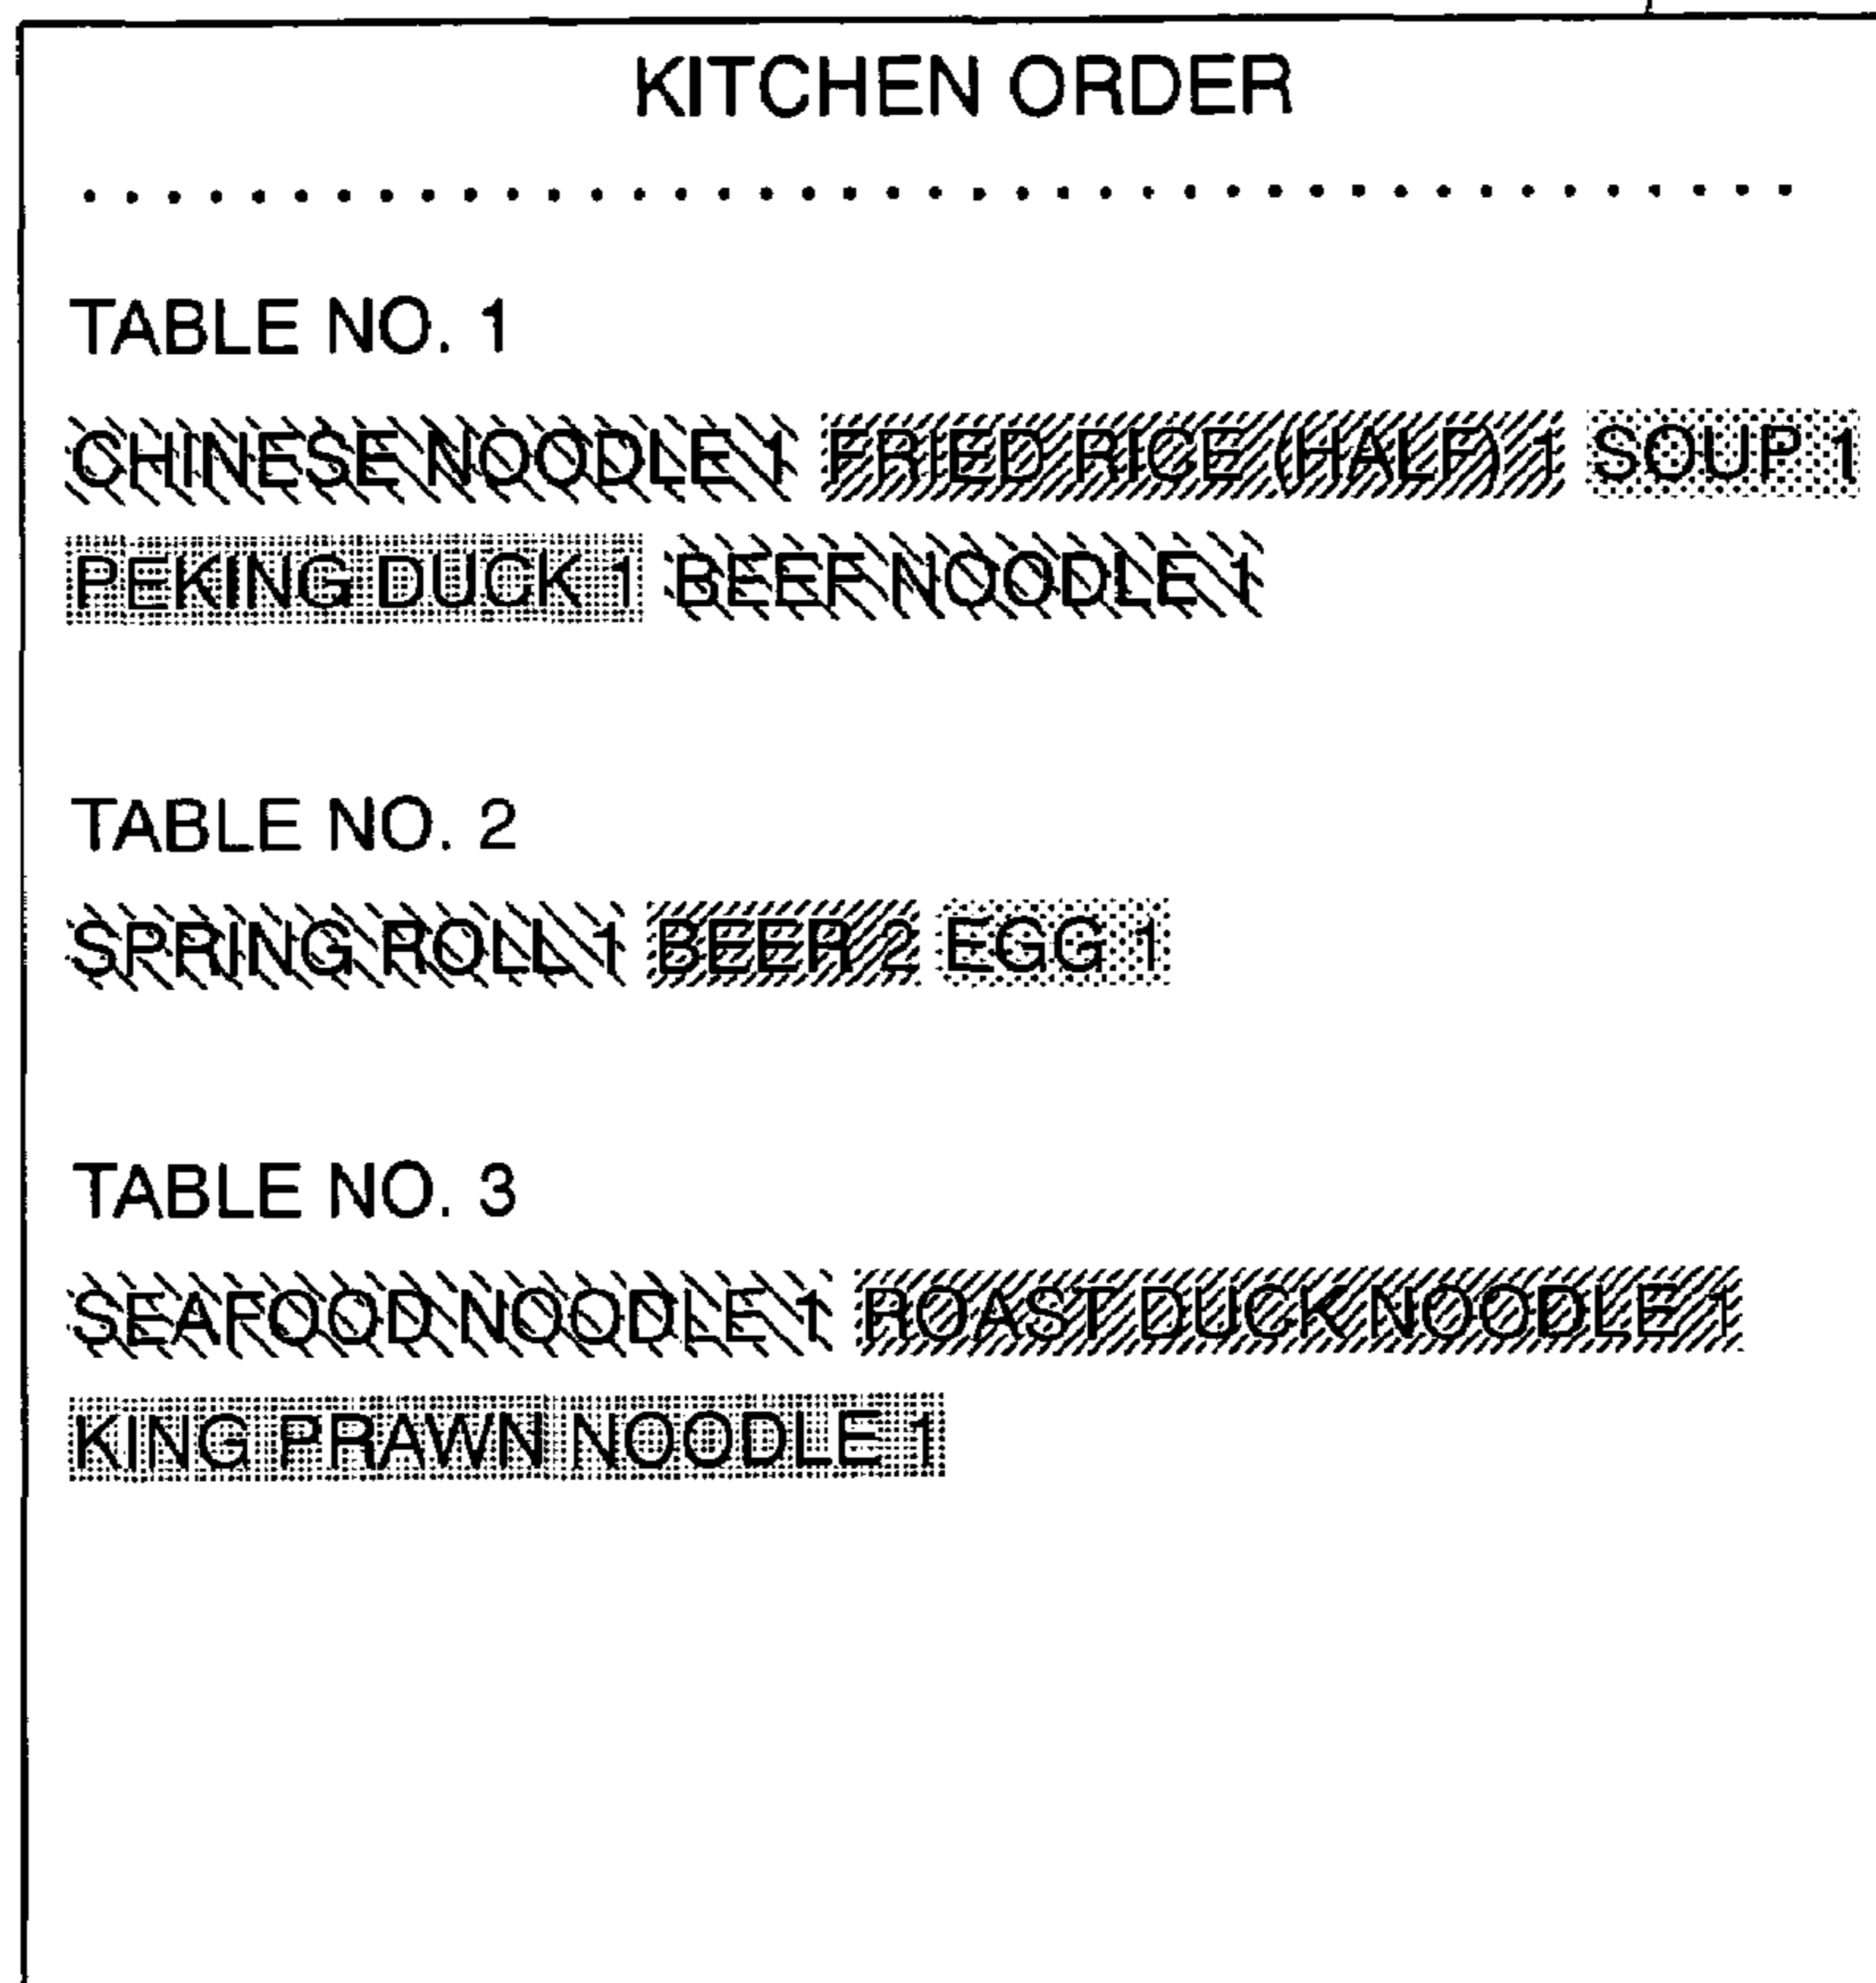 KITCHEN ORDER
TABLE NO. 1
CHINESE NOODLE 1 FRIED RICE (HALF) 1 SOUP 1
PEKING DUCK 1 BEEF NOODLE 1
TABLE NO. 2
SPRING ROLL 1 BEER 2 EGG 1
TABLE NO. 3
SEAFOOD NOODLE 1 ROAST DUCK NOODLE 1
KING PRAWN NOODLE 1